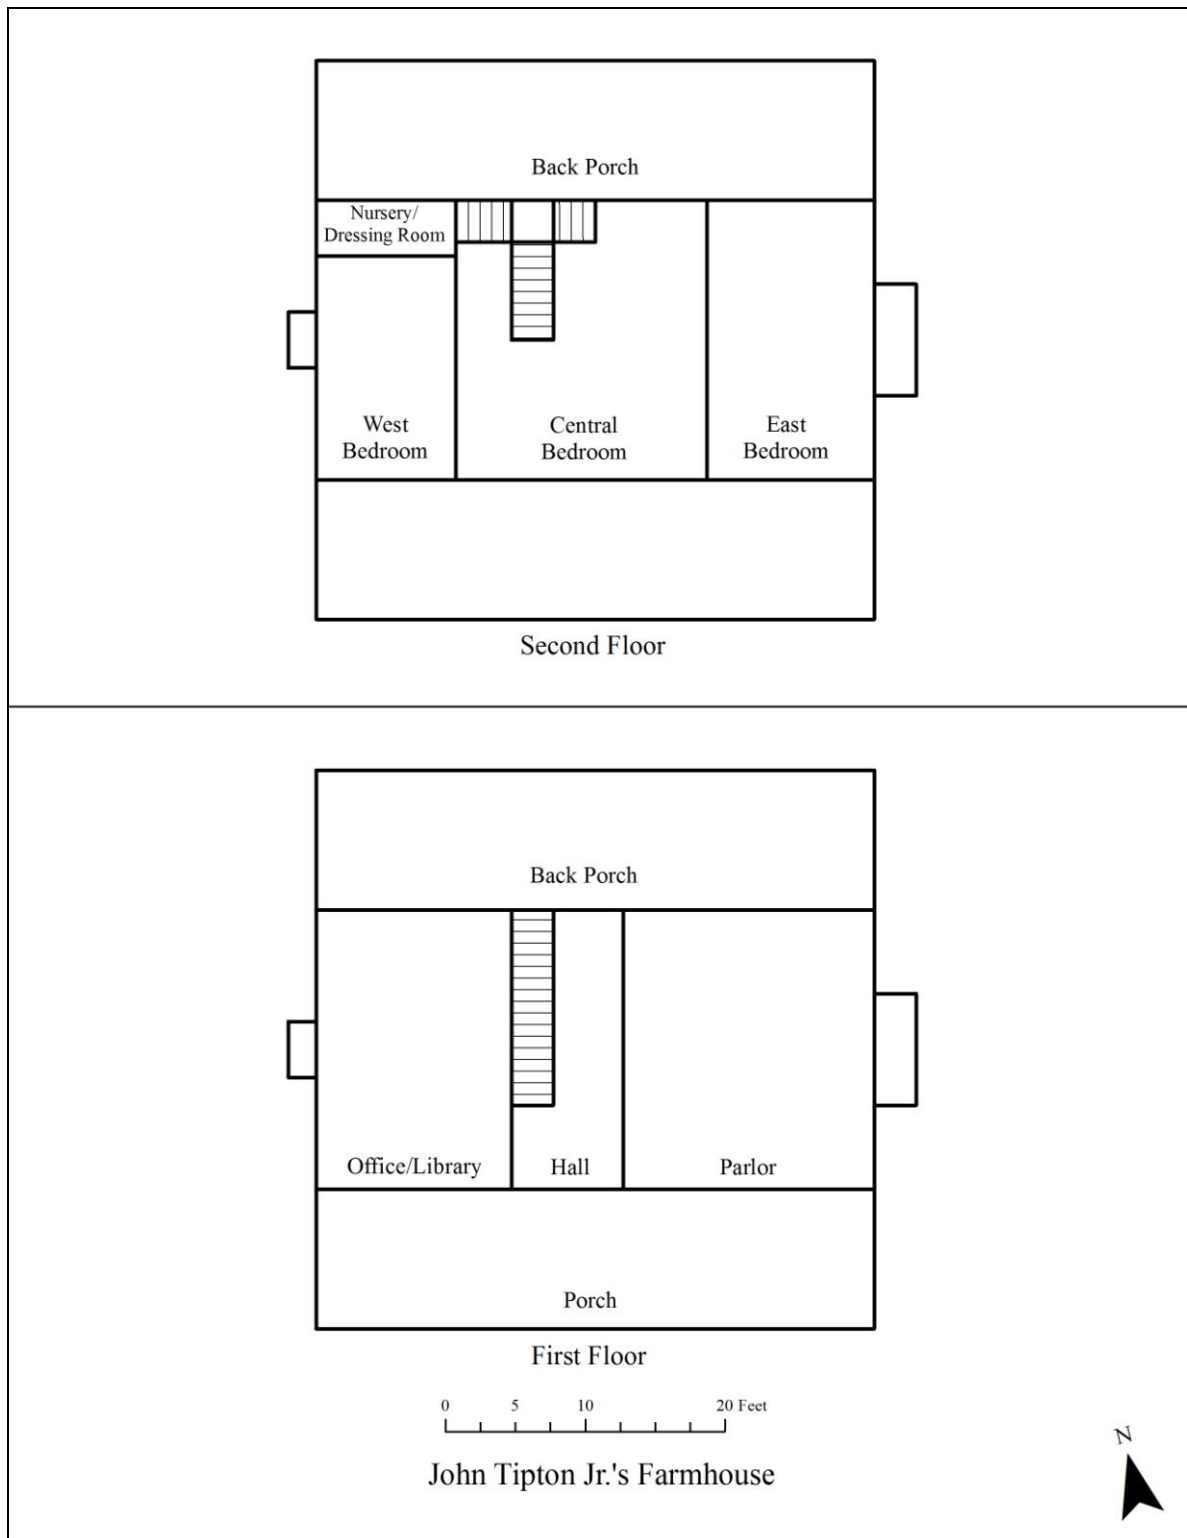 Back Porch
Nursery/
Dressing Room
West
Bedroom
Central
Bedroom
East
Bedroom
Second Floor
Back Porch
Office/Library
Hall
Parlor
Porch
First Floor
0 5 10 20 Feet
John Tipton Jr.'s Farmhouse
N